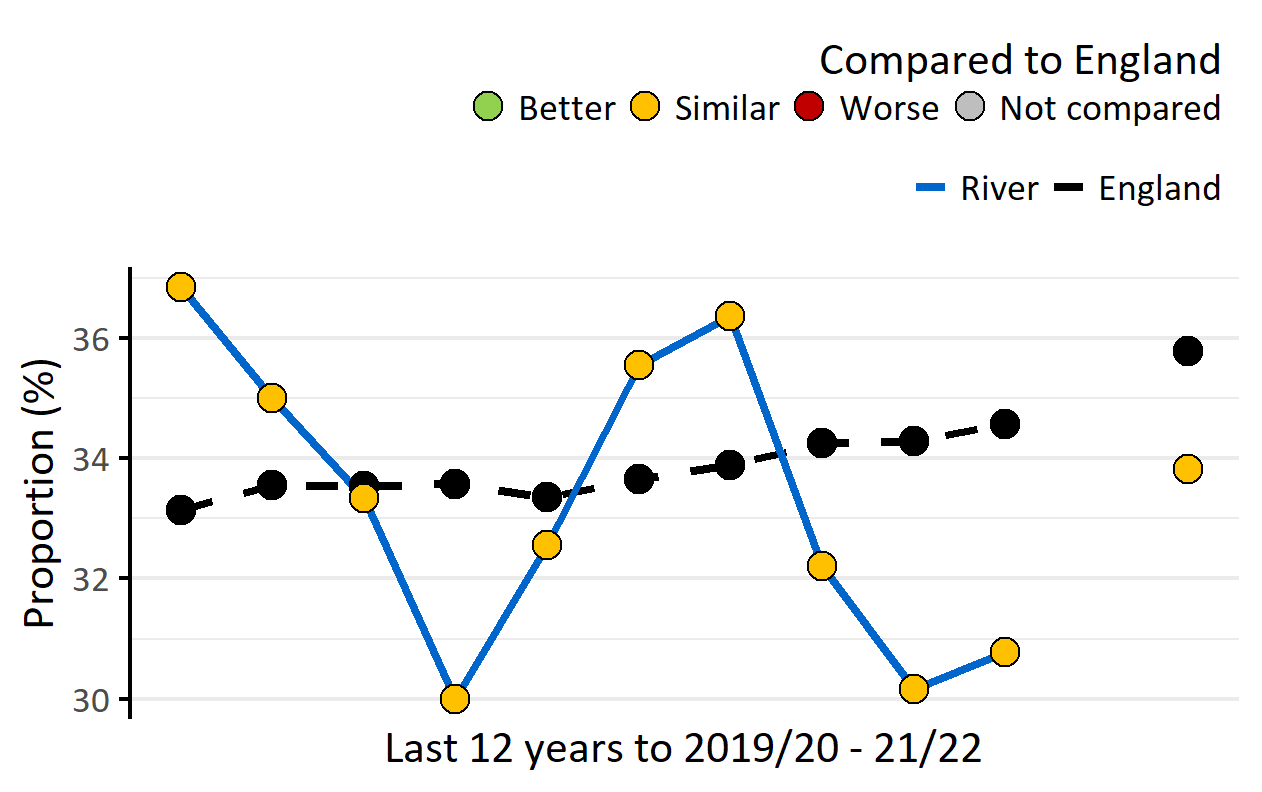 Compared to England
Better Similar Worse Not compared
River England
Proportion (%)
36
34
32
30
Last 12 years to 2019/20 - 21/22